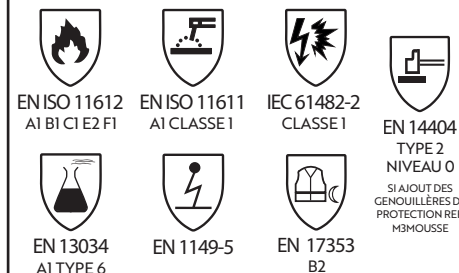 EN ISO 11612
A1 B1 C1 E2 F1
EN ISO 11611
A1 CLASSE 1
IEC 61482-2
CLASSE 1
EN 14404
TYPE 2
NIVEAU 0
SI AJOUT DES
GENOUILLÈRES D
PROTECTION RE
M3MOUSSE
EN 13034
A1 TYPE 6
EN 1149-5
EN 17353
B2